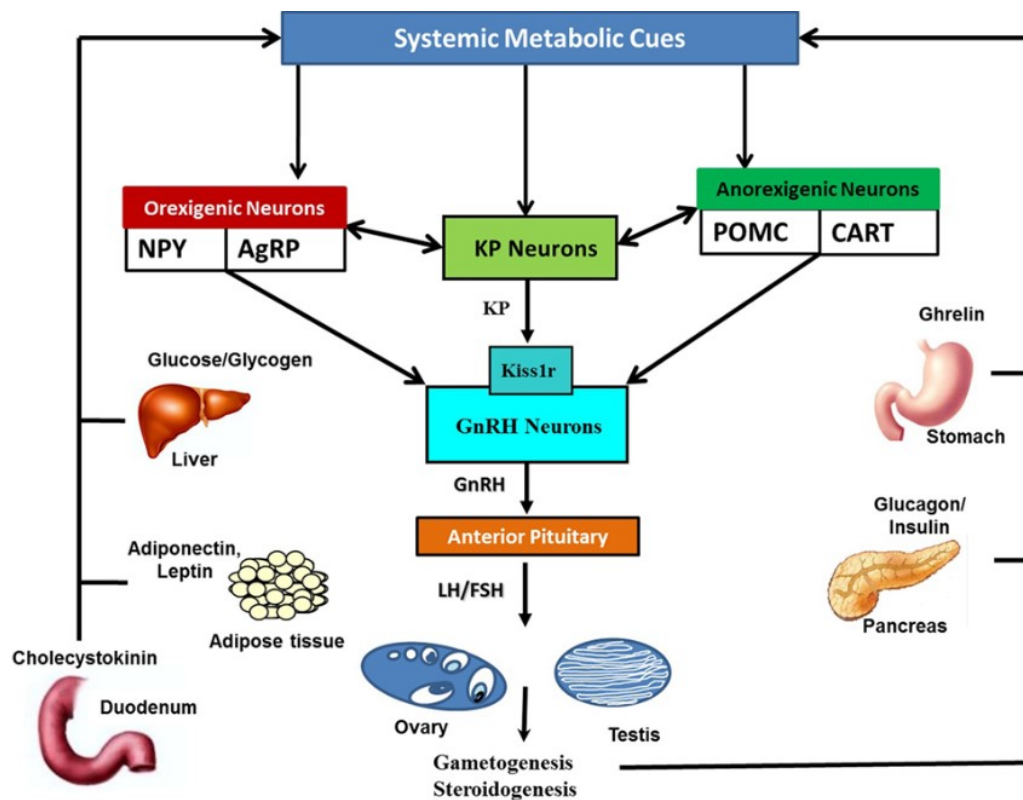 Systemic Metabolic Cues
Orexigenic Neurons
NPY
AgRP
KP Neurons
Anorexigenic Neurons
POMC
CART
KP
Kiss1r
GnRH Neurons
GnRH
Anterior Pituitary
LH/FSH
Ovary
Testis
Gametogenesis
Steroidogenesis
Glucose/Glycogen
Liver
Adiponectin,
Leptin
Adipose tissue
Cholecystokinin
Duodenum
Ghrelin
Stomach
Glucagon/
Insulin
Pancreas